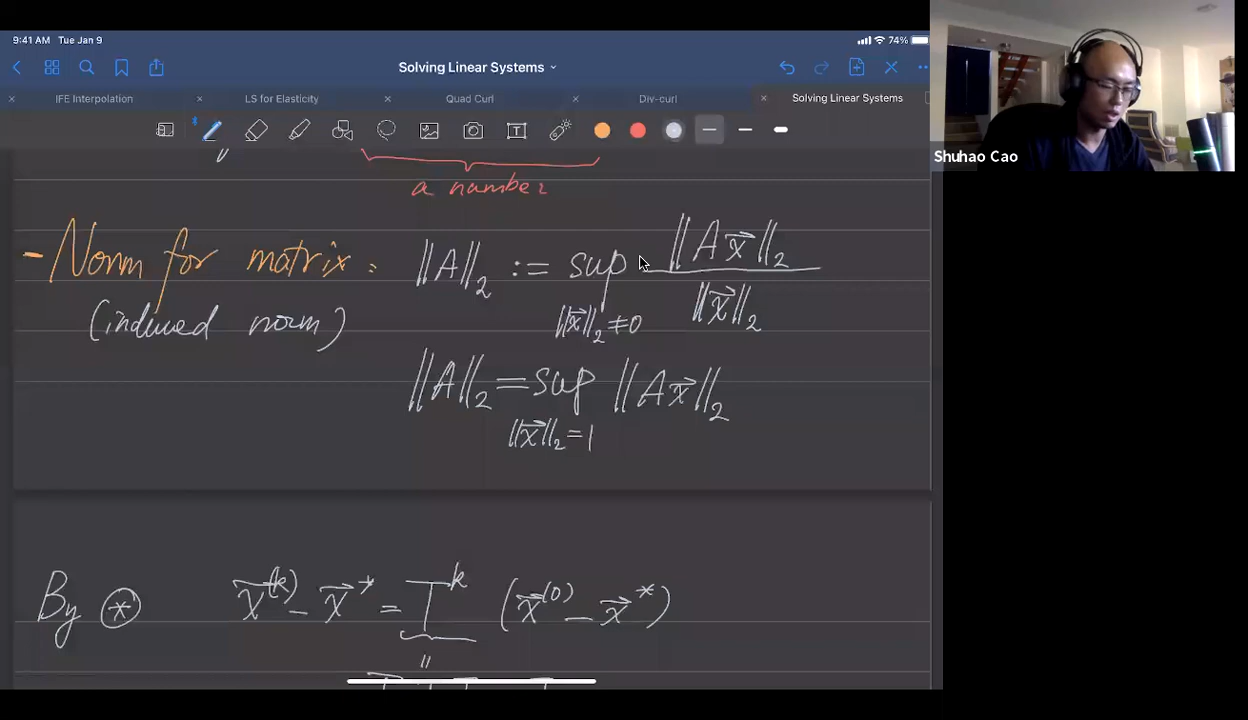 9:41 AM Tue Jan 9
74%
Solving Linear Systems
IFE Interpolation
LS for Elasticity
Quad Curl
Div-curl
Solving Linear Systems
Shuhao Cao
a number
- Norm for matrix : ||A||₂ := sup ||Ax⃗||₂ / ||x⃗||₂
(induced norm) ||x⃗||₂ ≠ 0
||A||₂ = sup ||Ax⃗||₂
||x⃗||₂ = 1
By ⊛ x⃗^(k) - x⃗* = T^k (x⃗^(0) - x⃗*)